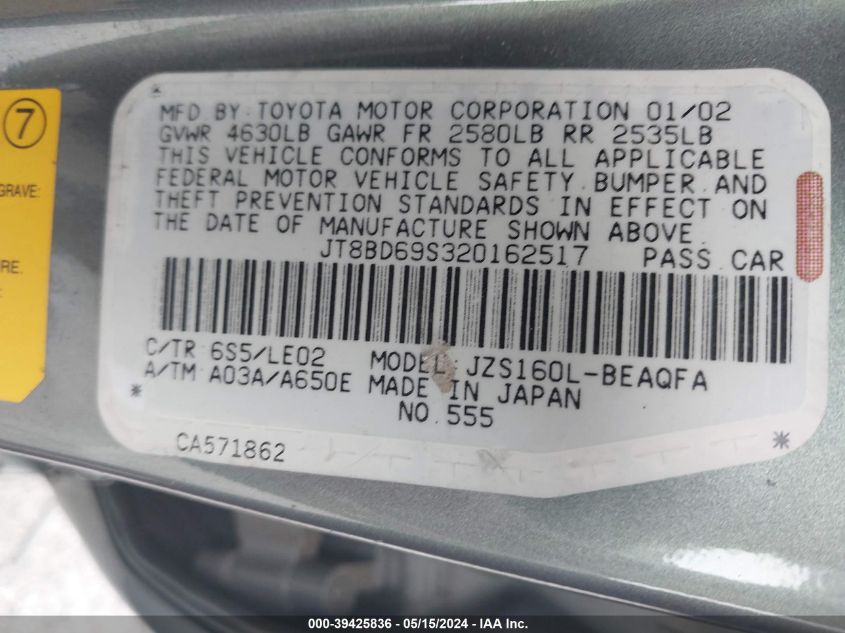 7
GRAVE:
RE.
MFD BY: TOYOTA MOTOR CORPORATION 01/02
GVWR 4630LB GAWR FR 2580LB RR 2535LB
THIS VEHICLE CONFORMS TO ALL APPLICABLE
FEDERAL MOTOR VEHICLE SAFETY, BUMPER AND
THEFT PREVENTION STANDARDS IN EFFECT ON
THE DATE OF MANUFACTURE SHOWN ABOVE.
JT8BD69S320162517 PASS. CAR
C/TR 6S5/LE02 MODEL JZS160L-BEAQFA
A/TM A03A/A650E MADE IN JAPAN
NO. 555
CA571862
000-39425836 - 05/15/2024 - IAA Holdings, LLC.